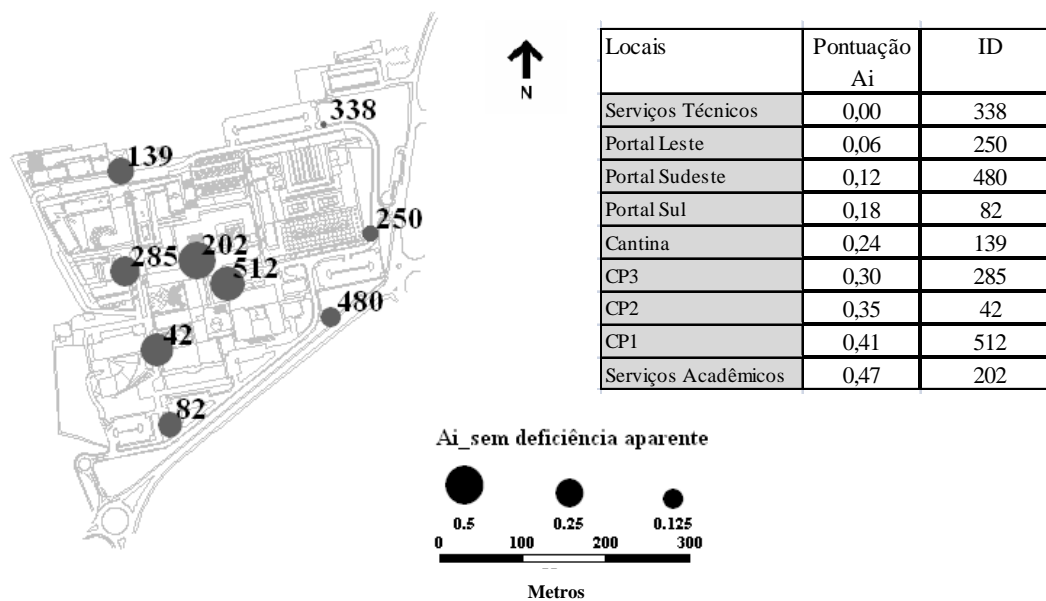 338
139
250
202
285
512
480
42
82
N
Locais Pontuação Ai ID
Serviços Técnicos 0,00 338
Portal Leste 0,06 250
Portal Sudeste 0,12 480
Portal Sul 0,18 82
Cantina 0,24 139
CP3 0,30 285
CP2 0,35 42
CP1 0,41 512
Serviços Acadêmicos 0,47 202
Ai_sem deficiência aparente
0.5 0.25 0.125
0 100 200 300
Metros